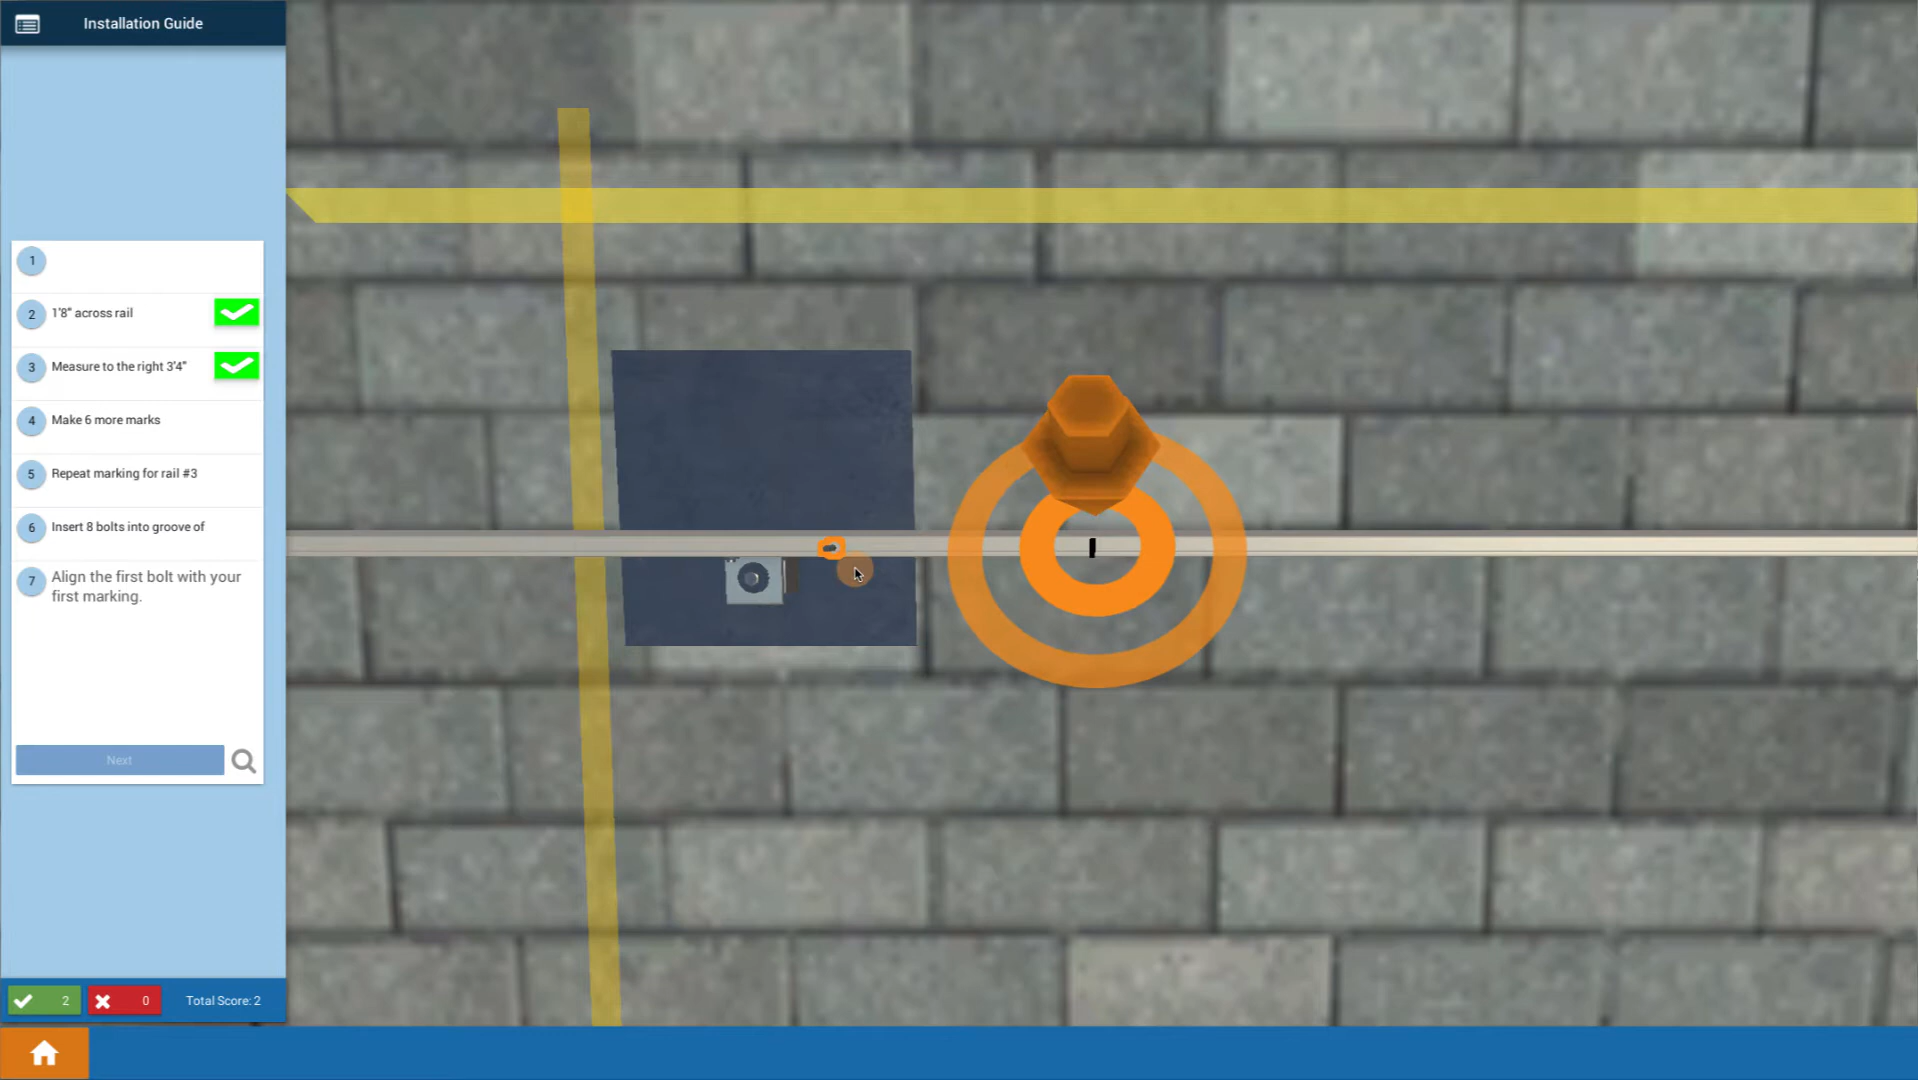 Installation Guide
1
2 1'8" across rail
3 Measure to the right 3'4"
4 Make 6 more marks
5 Repeat marking for rail #3
6 Insert 8 bolts into groove of
7 Align the first bolt with your
first marking.
Next
2 0 Total Score: 2